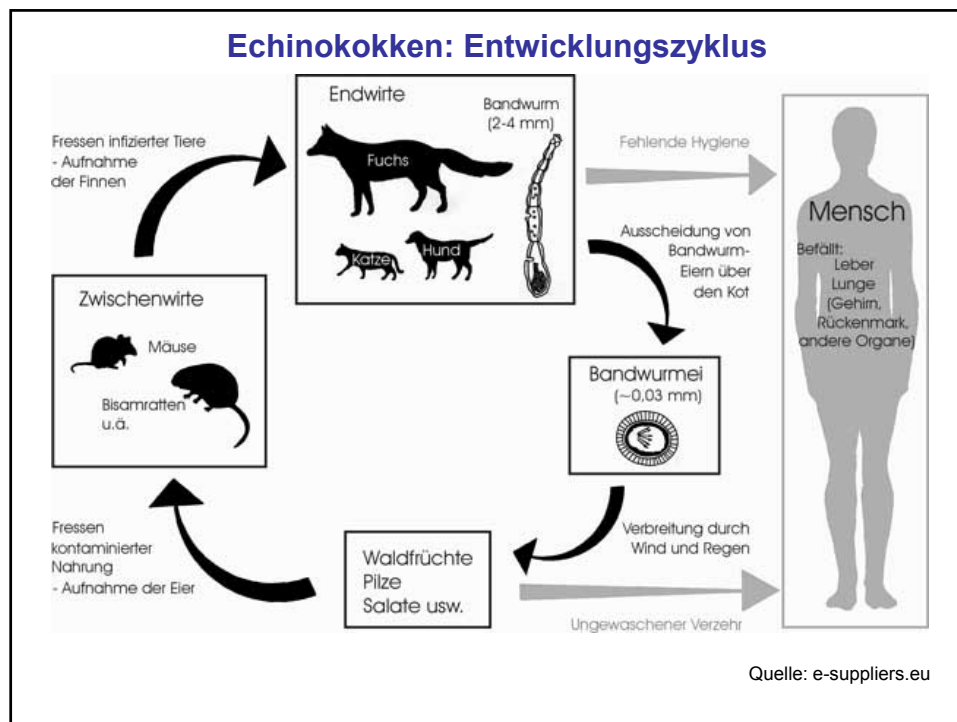 Echinokokken: Entwicklungszyklus
Endwirte
Bandwurm
(2-4 mm)
Fuchs
Katze
Hund
Fressen infizierter Tiere
- Aufnahme
der Finnen
Fehlende Hygiene
Mensch
Befällt:
Leber
Lunge
(Gehirn,
Rückenmark,
andere Organe)
Ausscheidung von
Bandwurm-
Eiern über
den Kot
Zwischenwirte
Mäuse
Bisamratten
u.ä.
Bandwurmei
(~0,03 mm)
Fressen
kontaminierter
Nahrung
- Aufnahme der Eier
Waldfrüchte
Pilze
Salate usw.
Verbreitung durch
Wind und Regen
Ungewaschener Verzehr
Quelle: e-suppliers.eu